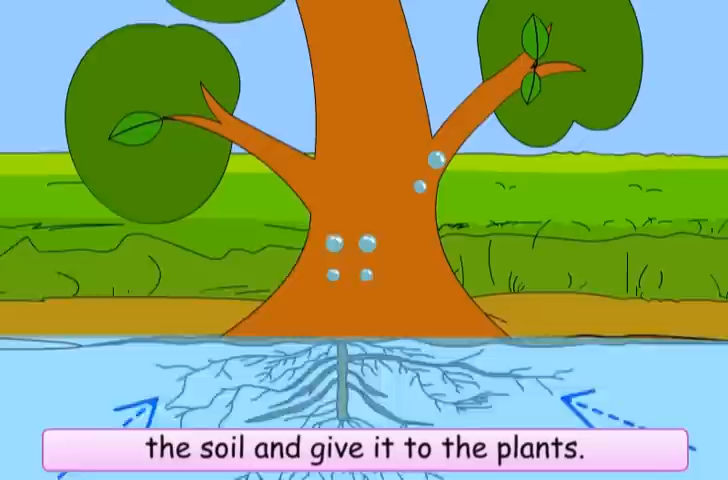 the soil and give it to the plants.